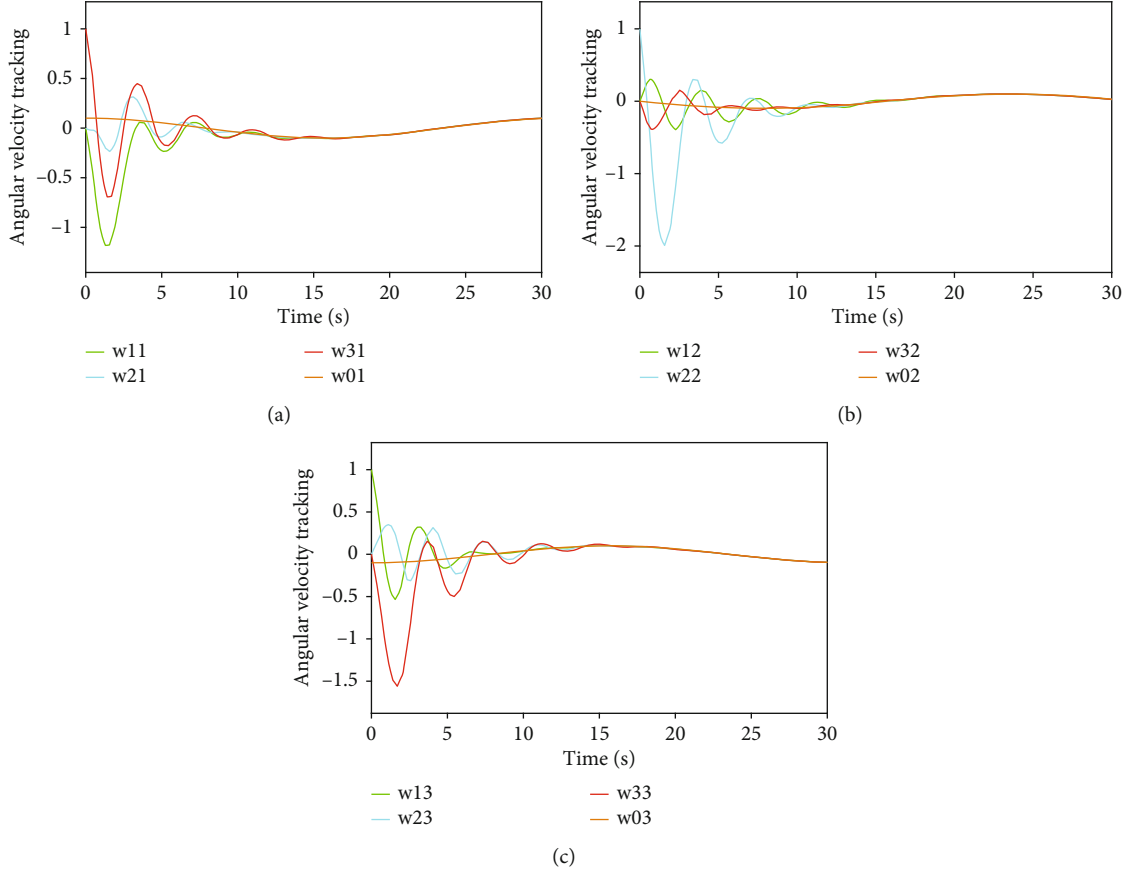 Angular velocity tracking
1
0.5
0
−0.5
−1
0 5 10 15 20 25 30
Time (s)
w11 w31
w21 w01
(a)
Angular velocity tracking
1
0
−1
−2
0 5 10 15 20 25 30
Time (s)
w12 w32
w22 w02
(b)
Angular velocity tracking
1
0.5
0
−0.5
−1
−1.5
0 5 10 15 20 25 30
Time (s)
w13 w33
w23 w03
(c)